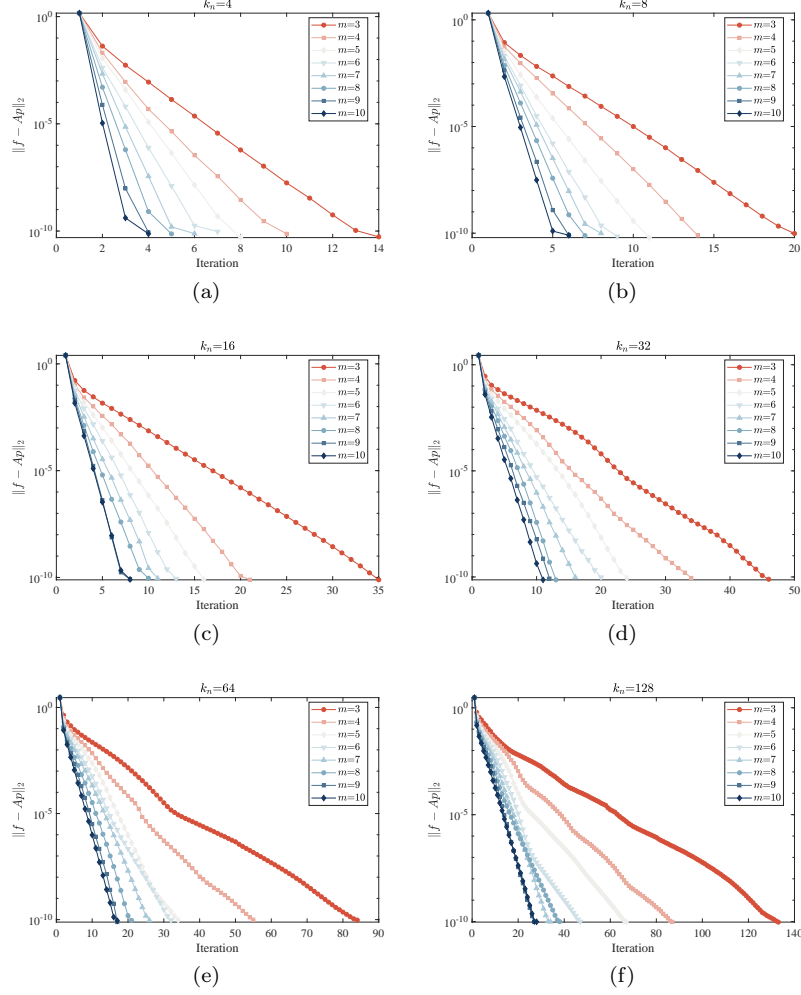 k_n=4
10^0
10^-5
10^-10
‖f − Ap‖_2
0 2 4 6 8 10 12 14
Iteration
m=3
m=4
m=5
m=6
m=7
m=8
m=9
m=10
(a)
k_n=8
10^0
10^-5
10^-10
‖f − Ap‖_2
0 5 10 15 20
Iteration
m=3
m=4
m=5
m=6
m=7
m=8
m=9
m=10
(b)
k_n=16
10^0
10^-5
10^-10
‖f − Ap‖_2
0 5 10 15 20 25 30 35
Iteration
m=3
m=4
m=5
m=6
m=7
m=8
m=9
m=10
(c)
k_n=32
10^0
10^-5
10^-10
‖f − Ap‖_2
0 10 20 30 40 50
Iteration
m=3
m=4
m=5
m=6
m=7
m=8
m=9
m=10
(d)
k_n=64
10^0
10^-5
10^-10
‖f − Ap‖_2
0 10 20 30 40 50 60 70 80 90
Iteration
m=3
m=4
m=5
m=6
m=7
m=8
m=9
m=10
(e)
k_n=128
10^0
10^-5
10^-10
‖f − Ap‖_2
0 20 40 60 80 100 120 140
Iteration
m=3
m=4
m=5
m=6
m=7
m=8
m=9
m=10
(f)